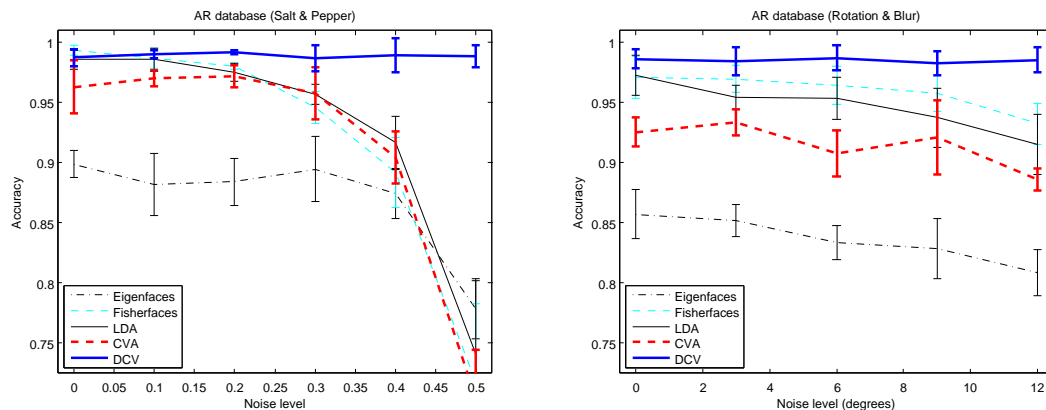 AR database (Salt & Pepper)
1
0.95
0.9
0.85
0.8
0.75
Accuracy
Eigenfaces
Fisherfaces
LDA
CVA
DCV
0 0.05 0.1 0.15 0.2 0.25 0.3 0.35 0.4 0.45 0.5
Noise level
AR database (Rotation & Blur)
1
0.95
0.9
0.85
0.8
0.75
Accuracy
Eigenfaces
Fisherfaces
LDA
CVA
DCV
0 2 4 6 8 10 12
Noise level (degrees)